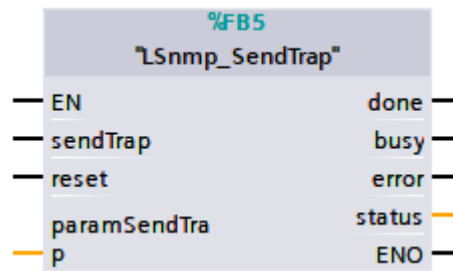 %FB5
"LSnmp_SendTrap"
EN done
sendTrap busy
reset error
paramSendTra status
p ENO